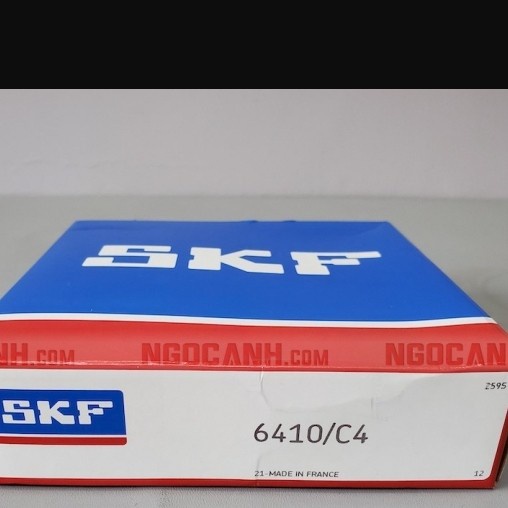 SKF
NH.COM NGOCANH.COM NGOCAN
2595
SKF
6410/C4
21-MADE IN FRANCE
12